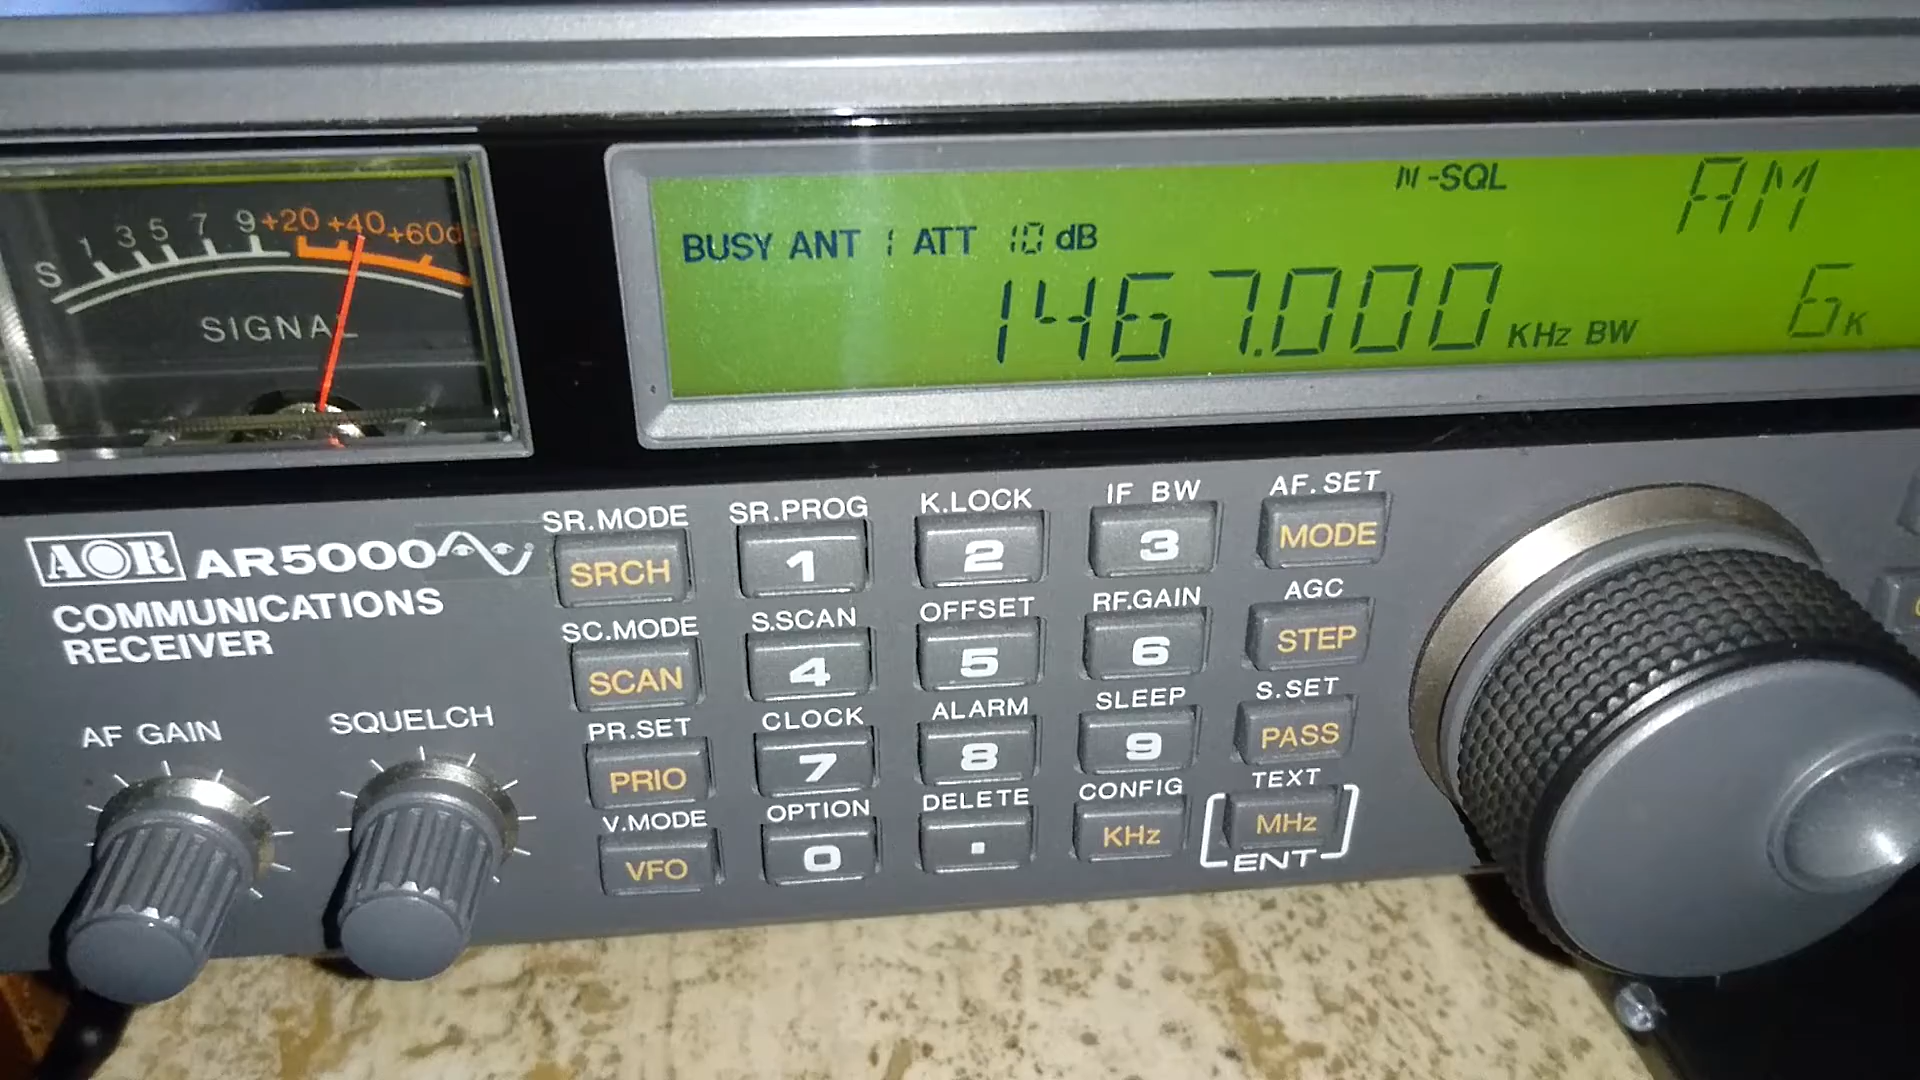 S 1 3 5 7 9 +20 +40 +60
SIGNAL
N-SQL AM
BUSY ANT 1 ATT 10 dB
1467.000 KHz BW 6K
AOR AR5000
COMMUNICATIONS
RECEIVER
AF GAIN
SQUELCH
SR.MODE SR.PROG K.LOCK IF BW AF.SET
SRCH 1 2 3 MODE
SC.MODE S.SCAN OFFSET RF.GAIN AGC
SCAN 4 5 6 STEP
PR.SET CLOCK ALARM SLEEP S.SET
PRIO 7 8 9 PASS
V.MODE OPTION DELETE CONFIG TEXT
VFO 0 . KHz MHz
ENT